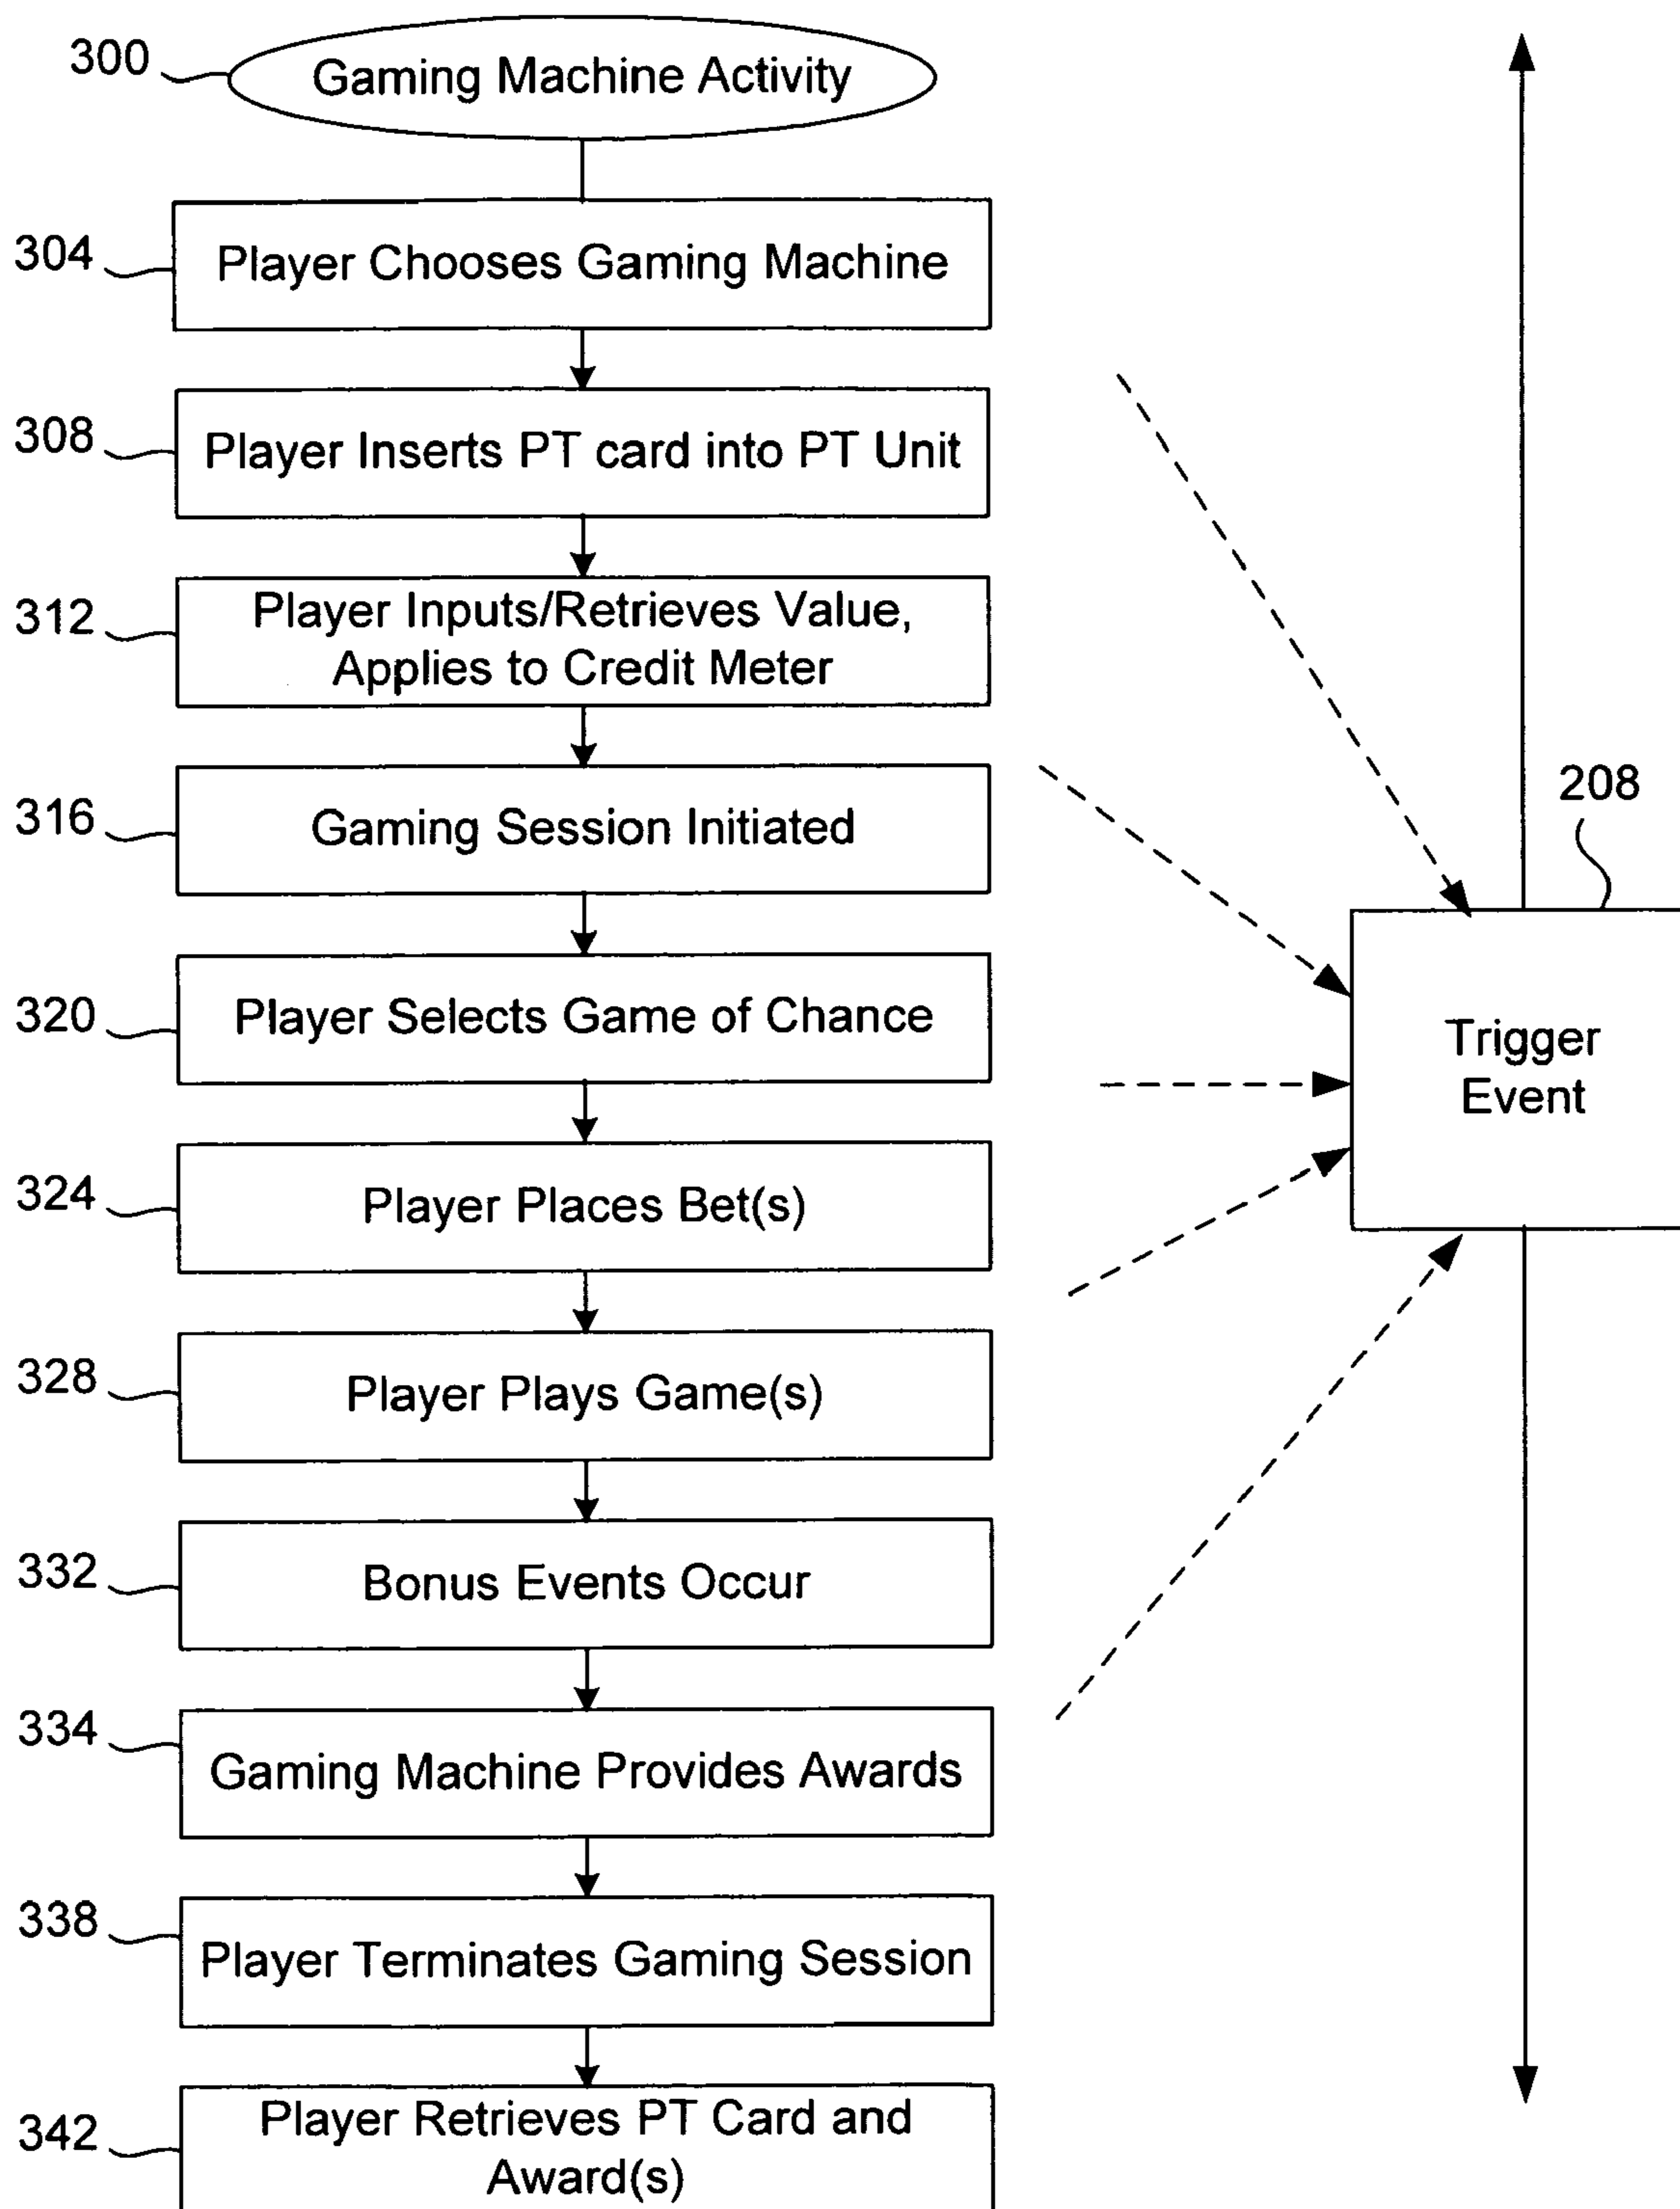 300
Gaming Machine Activity
304
Player Chooses Gaming Machine
308
Player Inserts PT card into PT Unit
312
Player Inputs/Retrieves Value,
Applies to Credit Meter
316
Gaming Session Initiated
208
320
Player Selects Game of Chance
Trigger
Event
324
Player Places Bet(s)
328
Player Plays Game(s)
332
Bonus Events Occur
334
Gaming Machine Provides Awards
338
Player Terminates Gaming Session
342
Player Retrieves PT Card and
Award(s)